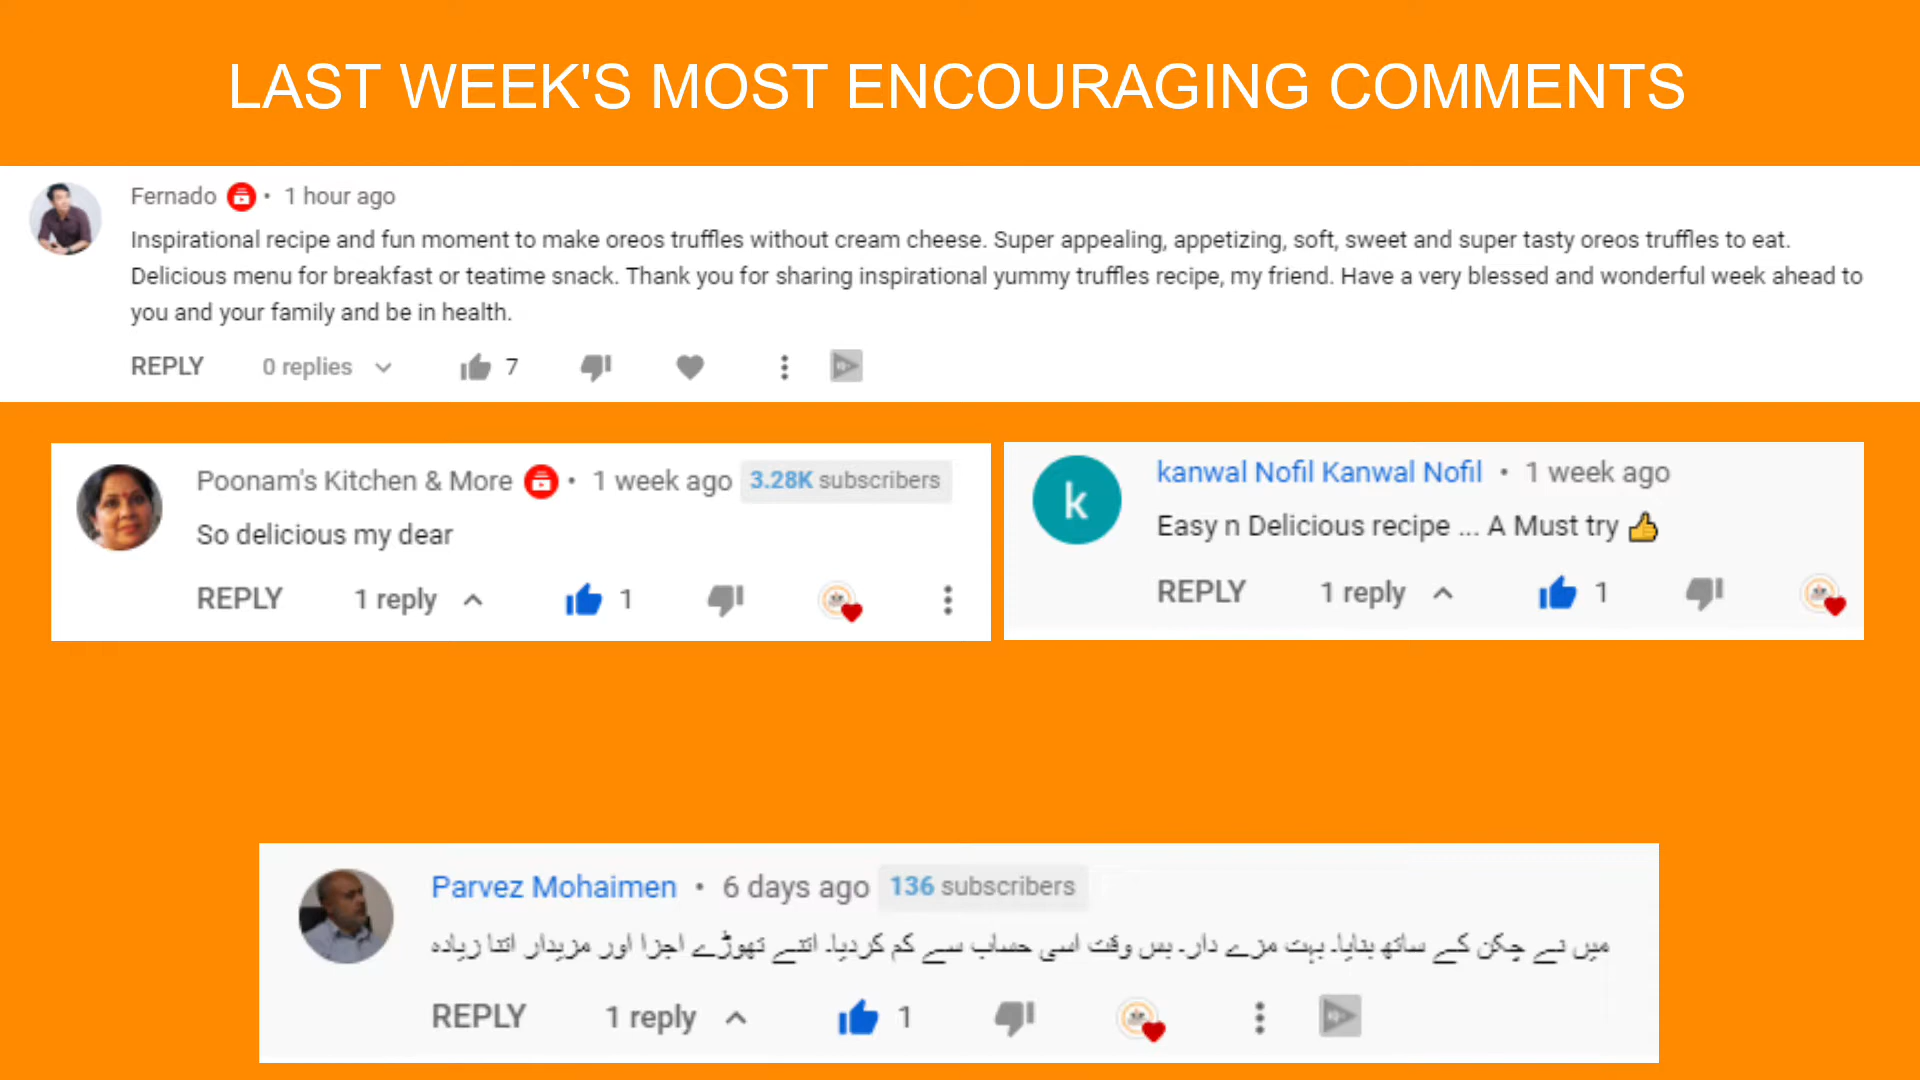 LAST WEEK'S MOST ENCOURAGING COMMENTS
Fernado • 1 hour ago
Inspirational recipe and fun moment to make oreos truffles without cream cheese. Super appealing, appetizing, soft, sweet and super tasty oreos truffles to eat.
Delicious menu for breakfast or teatime snack. Thank you for sharing inspirational yummy truffles recipe, my friend. Have a very blessed and wonderful week ahead to
you and your family and be in health.
REPLY 0 replies 7
Poonam's Kitchen & More • 1 week ago 3.28K subscribers
So delicious my dear
REPLY 1 reply 1
k
kanwal Nofil Kanwal Nofil • 1 week ago
Easy n Delicious recipe ... A Must try 👍
REPLY 1 reply 1
Parvez Mohaimen • 6 days ago 136 subscribers
میں نے چکن کے ساتھ بنایا۔ بہت مزے دار۔ بس وقت اسی حساب سے کم کردیا۔ اتنے تھوڑے اجزا اور مزیدار اتنا زیادہ
REPLY 1 reply 1